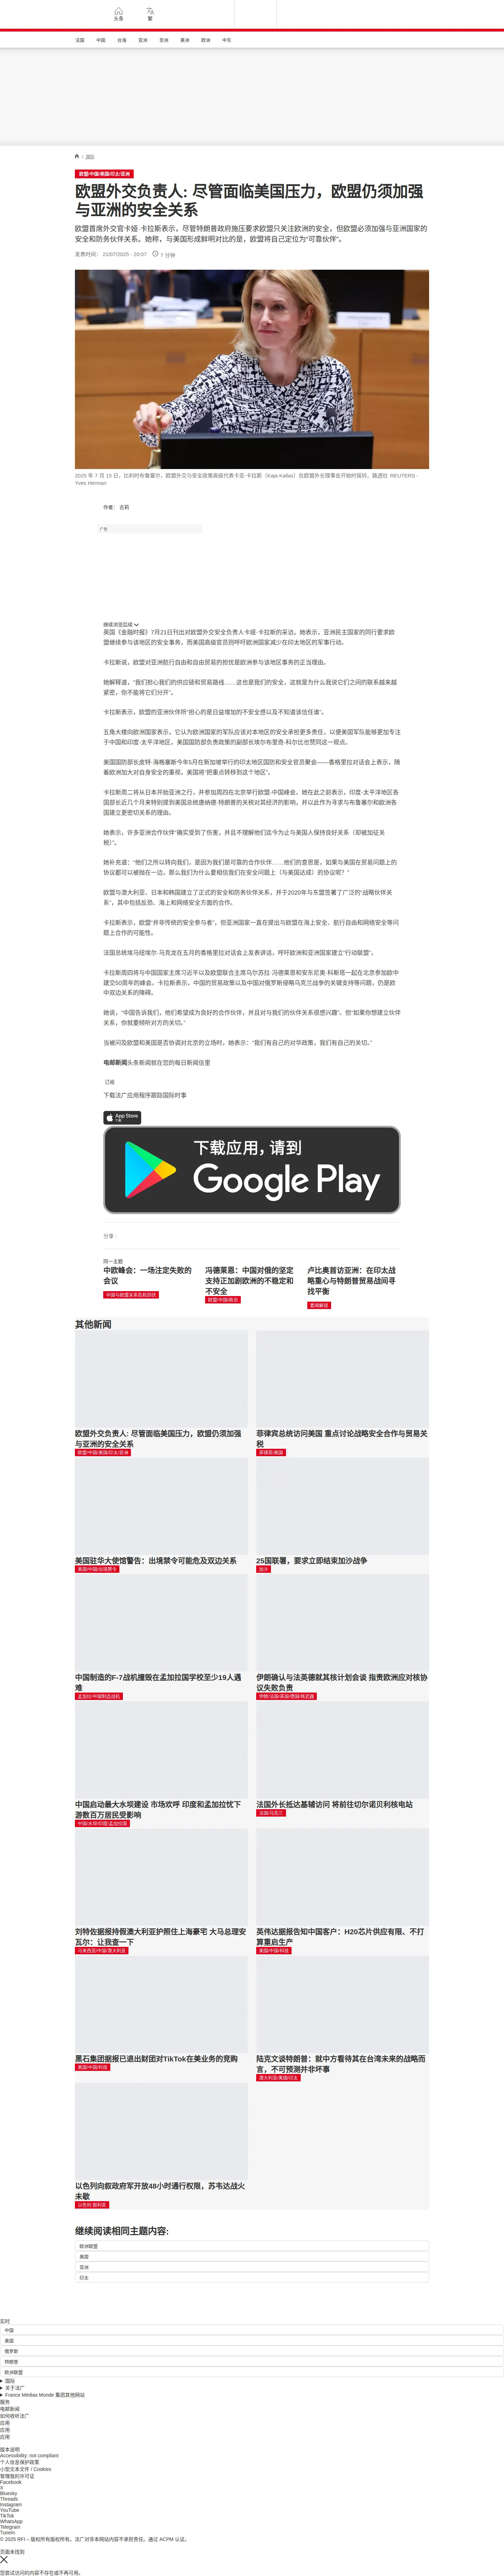 头条
繁
法国
中国
台海
亚洲
非洲
美洲
欧洲
中东
/ 国际
欧盟/中国/美国/印太/亚洲
欧盟外交负责人: 尽管面临美国压力，欧盟仍须加强
与亚洲的安全关系
欧盟首席外交官卡娅·卡拉斯表示，尽管特朗普政府施压要求欧盟只关注欧洲的安全，但欧盟必须加强与亚洲国家的
安全和防务伙伴关系。她称，与美国形成鲜明对比的是，欧盟将自己定位为“可靠伙伴”。
发表时间： 21/07/2025 - 20:07
7 分钟
2025 年 7 月 15 日，比利时布鲁塞尔，欧盟外交与安全政策高级代表卡亚·卡拉斯（Kaja Kallas）在欧盟外长理事会开始时摇铃。路透社 REUTERS -
Yves Herman
作者： 古莉
广告
继续浏览后续
英国《金融时报》7月21日刊出对欧盟外交安全负责人卡娅·卡拉斯的采访。她表示，亚洲民主国家的同行要求欧
盟继续参与该地区的安全事务，而美国高级官员则呼吁欧洲国家减少在印太地区的军事行动。
卡拉斯说，欧盟对亚洲航行自由和自由贸易的担忧是欧洲参与该地区事务的正当理由。
她解释道，“我们担心我们的供应链和贸易路线……这也是我们的安全，这就是为什么我说它们之间的联系越来越
紧密，你不能将它们分开”。
卡拉斯表示，欧盟的亚洲伙伴所“担心的是日益增加的不安全感以及不知道该信任谁”。
五角大楼向欧洲国家表示，它认为欧洲国家的军队应该对本地区的安全承担更多责任，以便美国军队能够更加专注
于中国和印度-太平洋地区，美国国防部负责政策的副部长埃尔布里奇·科尔比也赞同这一观点。
美国国防部长皮特·海格塞斯今年5月在新加坡举行的印太地区国防和安全官员聚会——香格里拉对话会上表示，随
着欧洲加大对自身安全的重视，美国将“把重点转移到这个地区”。
卡拉斯周二将从日本开始亚洲之行，并参加周四在北京举行欧盟-中国峰会。她在此之前表示，印度-太平洋地区各
国部长近几个月来特别提到美国总统唐纳德·特朗普的关税对其经济的影响，并以此作为寻求与布鲁塞尔和欧洲各
国建立更密切关系的理由。
她表示，许多亚洲合作伙伴“确实受到了伤害，并且不理解他们迄今为止与美国人保持良好关系（却被加征关
税）”。
她补充道：“他们之所以转向我们，是因为我们是可靠的合作伙伴……他们的意思是，如果与美国在贸易问题上的
协议都可以被抛在一边，那么我们为什么要相信我们在安全问题上（与美国达成）的协议呢？”
欧盟与澳大利亚、日本和韩国建立了正式的安全和防务伙伴关系，并于2020年与东盟签署了广泛的“战略伙伴关
系”，其中包括反恐、海上和网络安全方面的合作。
卡拉斯表示，欧盟“并非传统的安全参与者”，但亚洲国家一直在提出与欧盟在海上安全、航行自由和网络安全等问
题上合作的可能性。
法国总统埃马纽埃尔·马克龙在五月的香格里拉对话会上发表讲话，呼吁欧洲和亚洲国家建立“行动联盟”。
卡拉斯周四将与中国国家主席习近平以及欧盟联合主席乌尔苏拉·冯德莱恩和安东尼奥·科斯塔一起在北京参加欧中
建交50周年的峰会。卡拉斯表示，中国的贸易政策以及中国对俄罗斯侵略乌克兰战争的关键支持等问题，仍是欧
中双边关系的障碍。
她说，“中国告诉我们，他们希望成为良好的合作伙伴，并且对与我们的伙伴关系很感兴趣”。但“如果你想建立伙伴
关系，你就要倾听对方的关切。”
当被问及欧盟和美国是否协调对北京的立场时，她表示：“我们有自己的对华政策，我们有自己的关切。”
电邮新闻头条新闻就在您的每日新闻信里
订阅
下载法广应用程序跟踪国际时事
App Store
下载
下载应用，请到
Google Play
分享 :
同一主题
中欧峰会：一场注定失败的
会议
中国与欧盟关系危机四伏
冯德莱恩：中国对俄的坚定
支持正加剧欧洲的不稳定和
不安全
欧盟/中国/政治
卢比奥首访亚洲：在印太战
略重心与特朗普贸易战间寻
找平衡
要闻解说
其他新闻
欧盟外交负责人: 尽管面临美国压力，欧盟仍须加强
与亚洲的安全关系
欧盟/中国/美国/印太/亚洲
菲律宾总统访问美国 重点讨论战略安全合作与贸易关
税
菲律宾/美国
美国驻华大使馆警告：出境禁令可能危及双边关系
美国/中国/出境禁令
25国联署，要求立即结束加沙战争
加沙
中国制造的F-7战机撞毁在孟加拉国学校至少19人遇
难
孟加拉/中国制造战机
伊朗确认与法英德就其核计划会谈 指责欧洲应对核协
议失败负责
伊朗/法国/英国/德国/核武器
中国启动最大水坝建设 市场欢呼 印度和孟加拉忧下
游数百万居民受影响
中国/水坝/印度/孟加拉国
法国外长抵达基辅访问 将前往切尔诺贝利核电站
法国/乌克兰
刘特佐据报持假澳大利亚护照住上海豪宅 大马总理安
瓦尔：让我查一下
马来西亚/中国/澳大利亚
英伟达据报告知中国客户：H20芯片供应有限、不打
算重启生产
美国/中国/科技
黑石集团据报已退出财团对TikTok在美业务的竞购
美国/中国/科技
陆克文谈特朗普：就中方看待其在台湾未来的战略而
言，不可预测并非坏事
澳大利亚/美国/印太
以色列向叙政府军开放48小时通行权限，苏韦达战火
未歇
以色列 叙利亚
继续阅读相同主题内容:
欧洲联盟
美国
亚洲
印太
实时
中国
美国
俄罗斯
特朗普
欧洲联盟
国际
关于法广
France Médias Monde 集团其他网站
服务
电邮新闻
如何收听法广
应用
应用
应用
版本说明
Accessibility: not compliant
个人信息保护政策
小型文本文件 / Cookies
管理我的许可证
Facebook
X
Bluesky
Threads
Instagram
YouTube
TikTok
WhatsApp
Telegram
TuneIn
© 2025 RFI – 版权所有版权所有。法广对非本网站内容不承担责任。通过 ACPM 认证。
页面未找到
您尝试访问的内容不存在或不再可用。